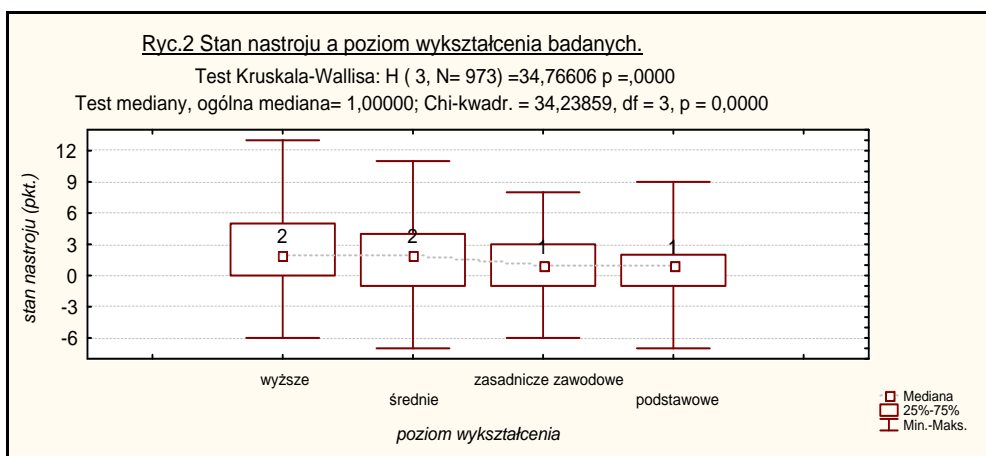 Ryc.2 Stan nastroju a poziom wykształcenia badanych.
Test Kruskala-Wallisa: H ( 3, N= 973) =34,76606 p =,0000
Test mediany, ogólna mediana= 1,00000; Chi-kwadr. = 34,23859, df = 3, p = 0,0000
stan nastroju (pkt.)
12
9
6
3
0
-3
-6
2
2
1
1
wyższe
średnie
zasadnicze zawodowe
podstawowe
poziom wykształcenia
Mediana
25%-75%
Min.-Maks.